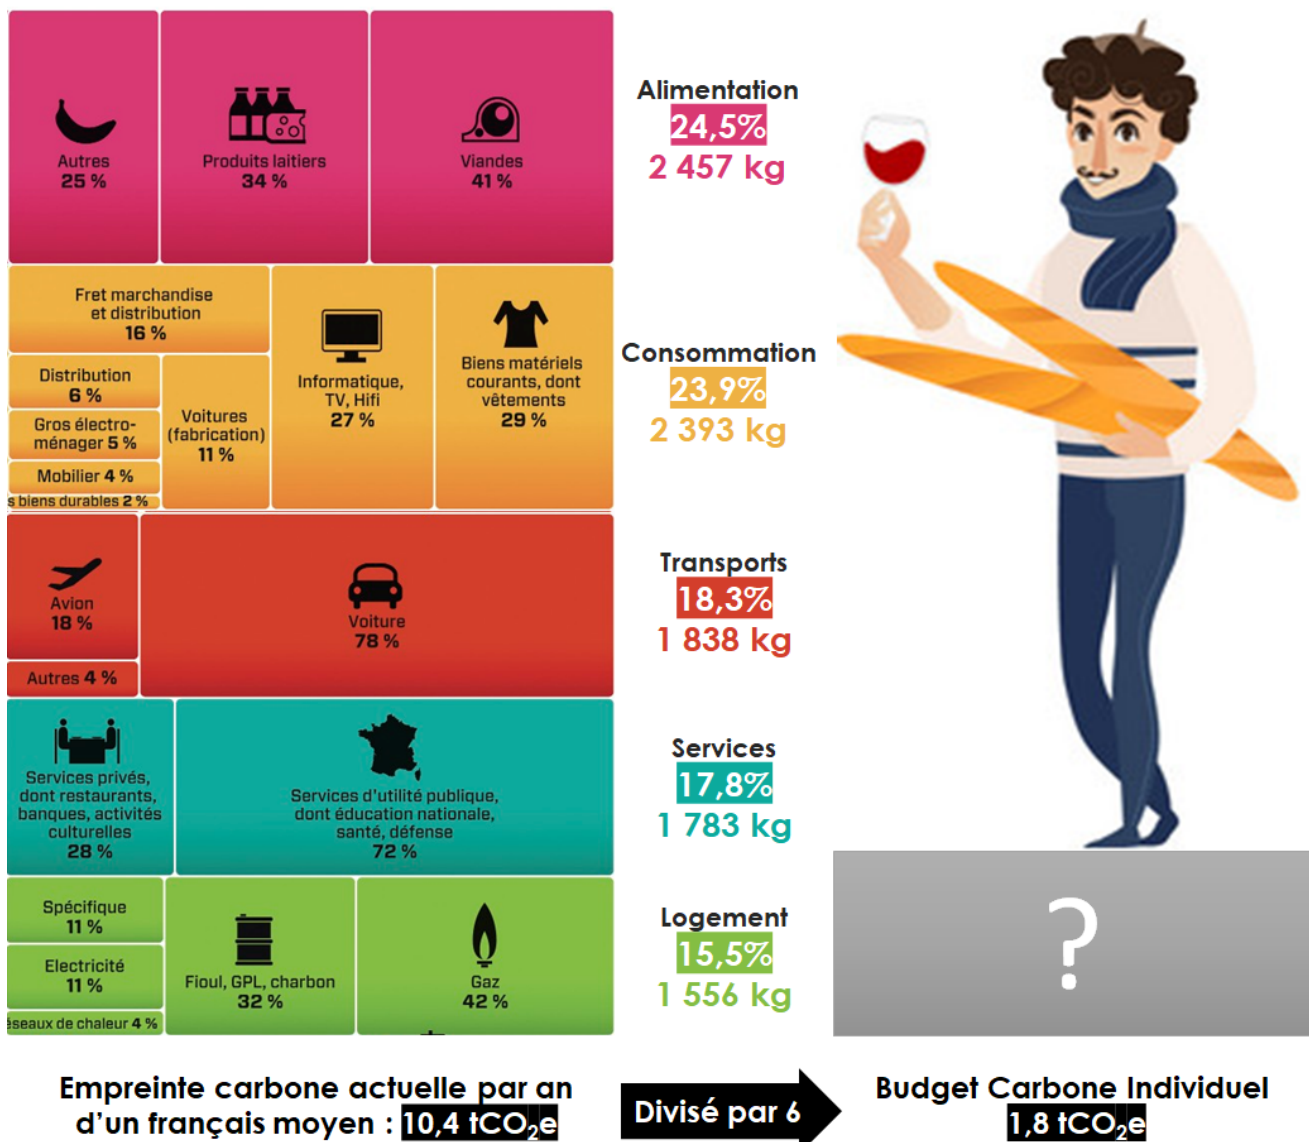 Autres
25 %
Produits laitiers
34 %
Viandes
41 %
Alimentation
24,5%
2 457 kg
Fret marchandise
et distribution
16 %
Distribution
6 %
Gros électro-
ménager 5 %
Mobilier 4 %
s biens durables 2 %
Voitures
(fabrication)
11 %
Informatique,
TV, Hifi
27 %
Biens matériels
courants, dont
vêtements
29 %
Consommation
23,9%
2 393 kg
Avion
18 %
Autres 4 %
Voiture
78 %
Transports
18,3%
1 838 kg
Services privés,
dont restaurants,
banques, activités
culturelles
28 %
Services d'utilité publique,
dont éducation nationale,
santé, défense
72 %
Services
17,8%
1 783 kg
Spécifique
11 %
Electricité
11 %
éseaux de chaleur 4 %
Fioul, GPL, charbon
32 %
Gaz
42 %
Logement
15,5%
1 556 kg
?
Empreinte carbone actuelle par an
d'un français moyen : 10,4 tCO₂e
Divisé par 6
Budget Carbone Individuel
1,8 tCO₂e